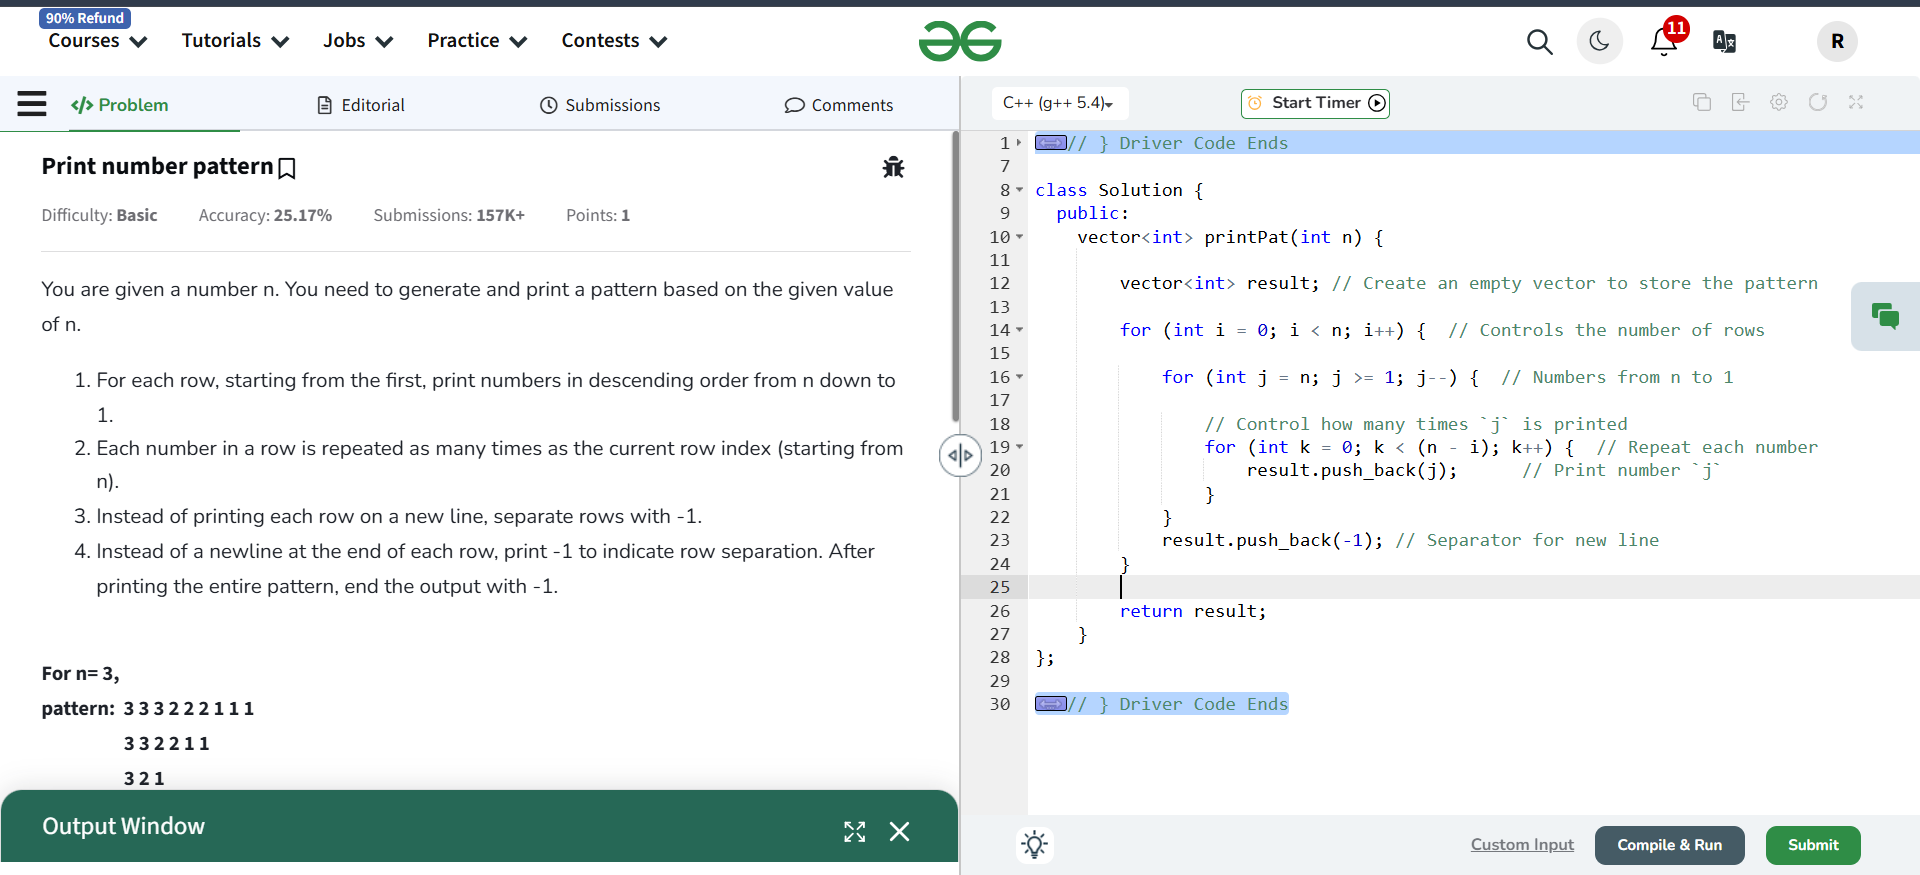 90% Refund
Courses Tutorials Jobs Practice Contests
11
R
</> Problem Editorial Submissions Comments
Print number pattern
Difficulty: Basic Accuracy: 25.17% Submissions: 157K+ Points: 1
You are given a number n. You need to generate and print a pattern based on the given value
of n.
1. For each row, starting from the first, print numbers in descending order from n down to
1.
2. Each number in a row is repeated as many times as the current row index (starting from
n).
3. Instead of printing each row on a new line, separate rows with -1.
4. Instead of a newline at the end of each row, print -1 to indicate row separation. After
printing the entire pattern, end the output with -1.
For n= 3,
pattern: 3 3 3 2 2 2 1 1 1
3 3 2 2 1 1
3 2 1
Output Window
C++ (g++ 5.4)
Start Timer
1 // } Driver Code Ends
7
8 class Solution {
9 public:
10 vector<int> printPat(int n) {
11
12 vector<int> result; // Create an empty vector to store the pattern
13
14 for (int i = 0; i < n; i++) { // Controls the number of rows
15
16 for (int j = n; j >= 1; j--) { // Numbers from n to 1
17
18 // Control how many times `j` is printed
19 for (int k = 0; k < (n - i); k++) { // Repeat each number
20 result.push_back(j); // Print number `j`
21 }
22 }
23 result.push_back(-1); // Separator for new line
24 }
25
26 return result;
27 }
28 };
29
30 // } Driver Code Ends
Custom Input Compile & Run Submit